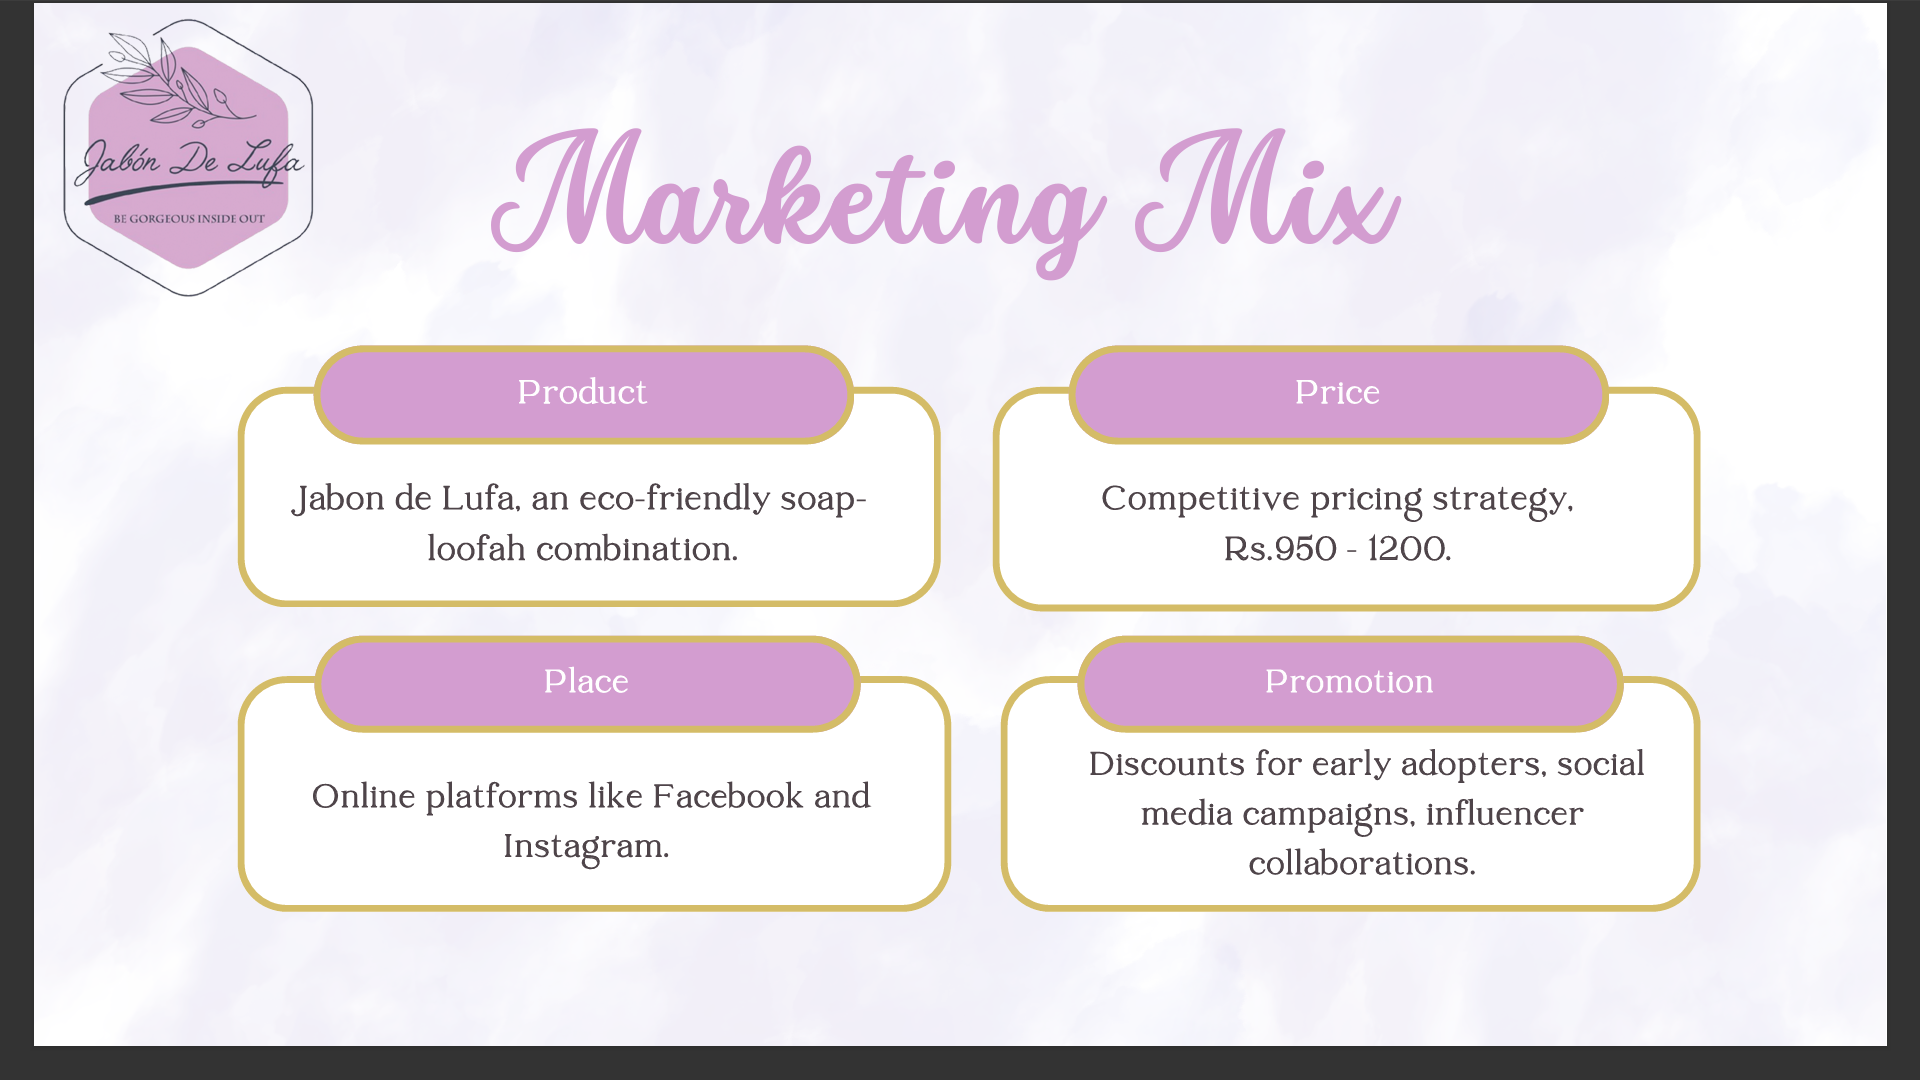 Jabón De Lufa
BE GORGEOUS INSIDE OUT
Marketing Mix
Product
Jabon de Lufa, an eco-friendly soap-
loofah combination.
Price
Competitive pricing strategy,
Rs.950 - 1200.
Place
Online platforms like Facebook and
Instagram.
Promotion
Discounts for early adopters, social
media campaigns, influencer
collaborations.